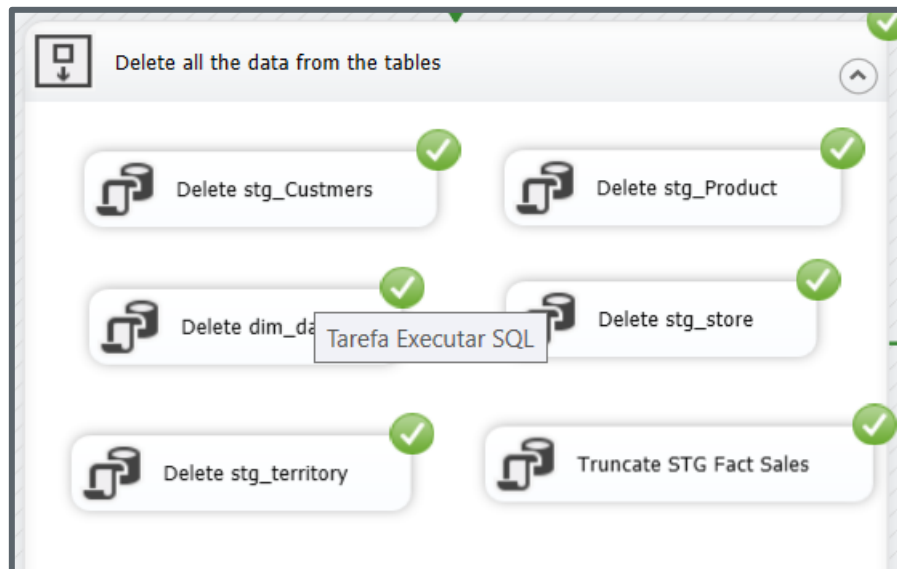 Delete all the data from the tables
Delete stg_Custmers
Delete stg_Product
Delete dim_da
Tarefa Executar SQL
Delete stg_store
Delete stg_territory
Truncate STG Fact Sales